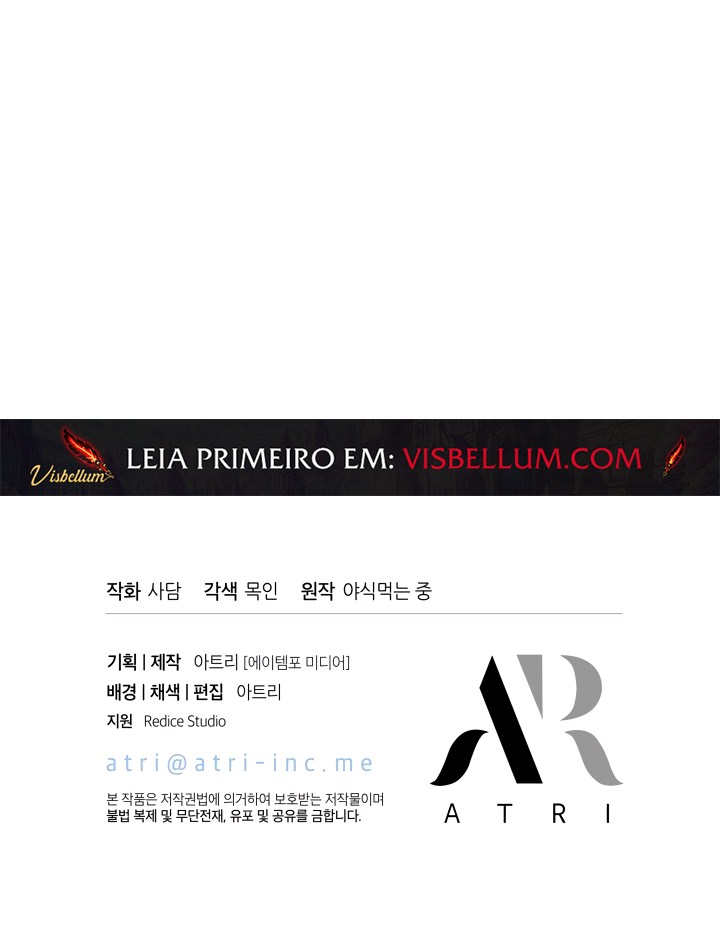 Visbellum
LEIA PRIMEIRO EM: VISBELLUM.COM
작화 사담 각색 목인 원작 야식먹는 중
기획 | 제작 아트리 [에이템포 미디어]
배경 | 채색 | 편집 아트리
지원 Redice Studio
atri@atri-inc.me
본 작품은 저작권법에 의거하여 보호받는 저작물이며
불법 복제 및 무단전재, 유포 및 공유를 금합니다.
AR
ATRI